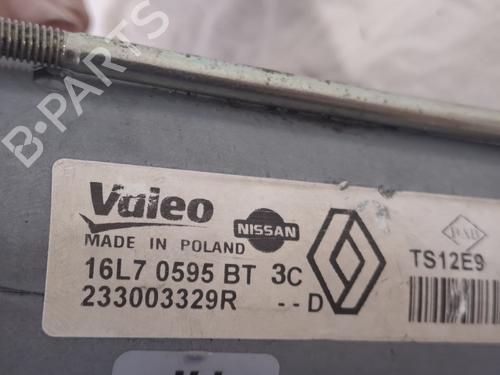 B-PARTS
Valeo
NISSAN
MADE IN POLAND
16L7 0595 BT 3C
233003329R --D
TS12E9